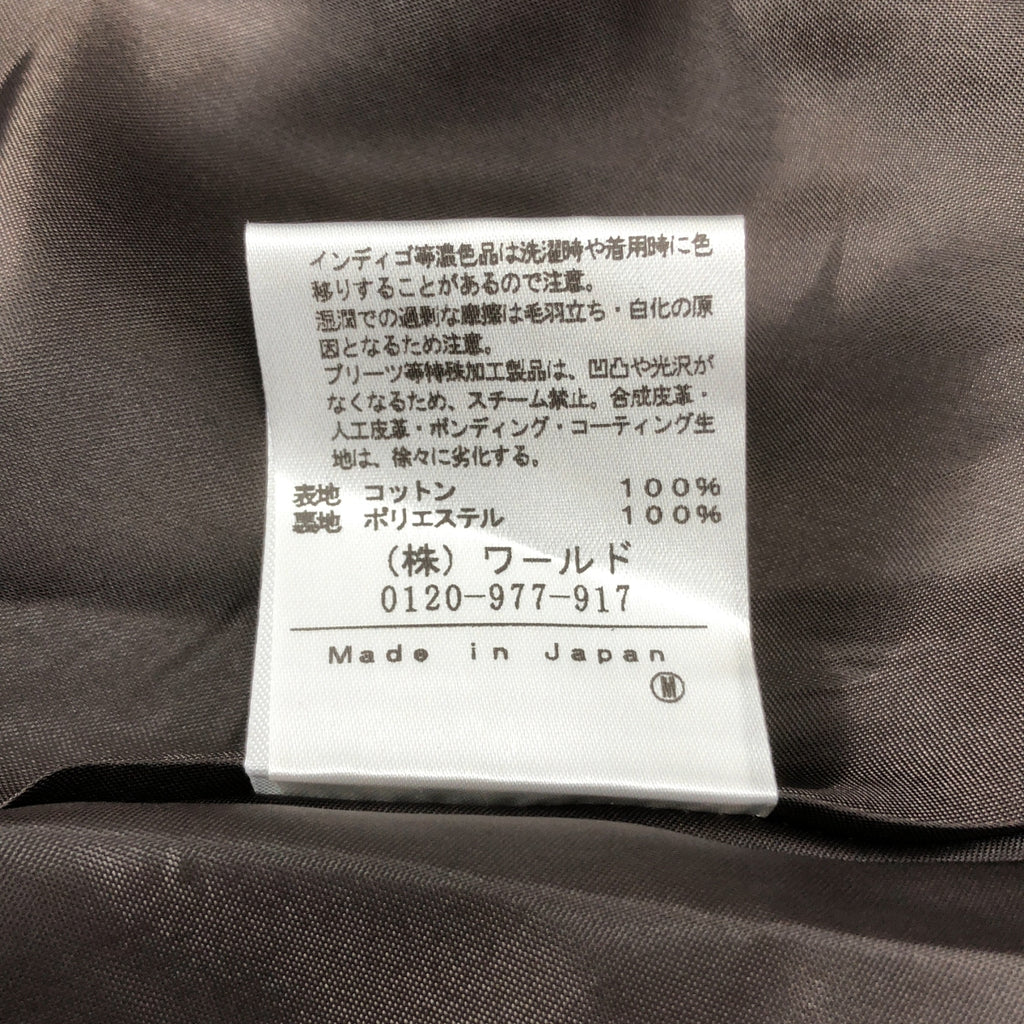 インディゴ等濃色品は洗濯時や着用時に色
移りすることがあるので注意。
湿潤での過剰な摩擦は毛羽立ち・白化の原
因となるため注意。
プリーツ等特殊加工製品は、凹凸や光沢が
なくなるため、スチーム禁止。合成皮革・
人工皮革・ボンディング・コーティング生
地は、徐々に劣化する。
表地 コットン 100%
裏地 ポリエステル 100%
(株)ワールド
0120-977-917
Made in Japan
Ⓜ